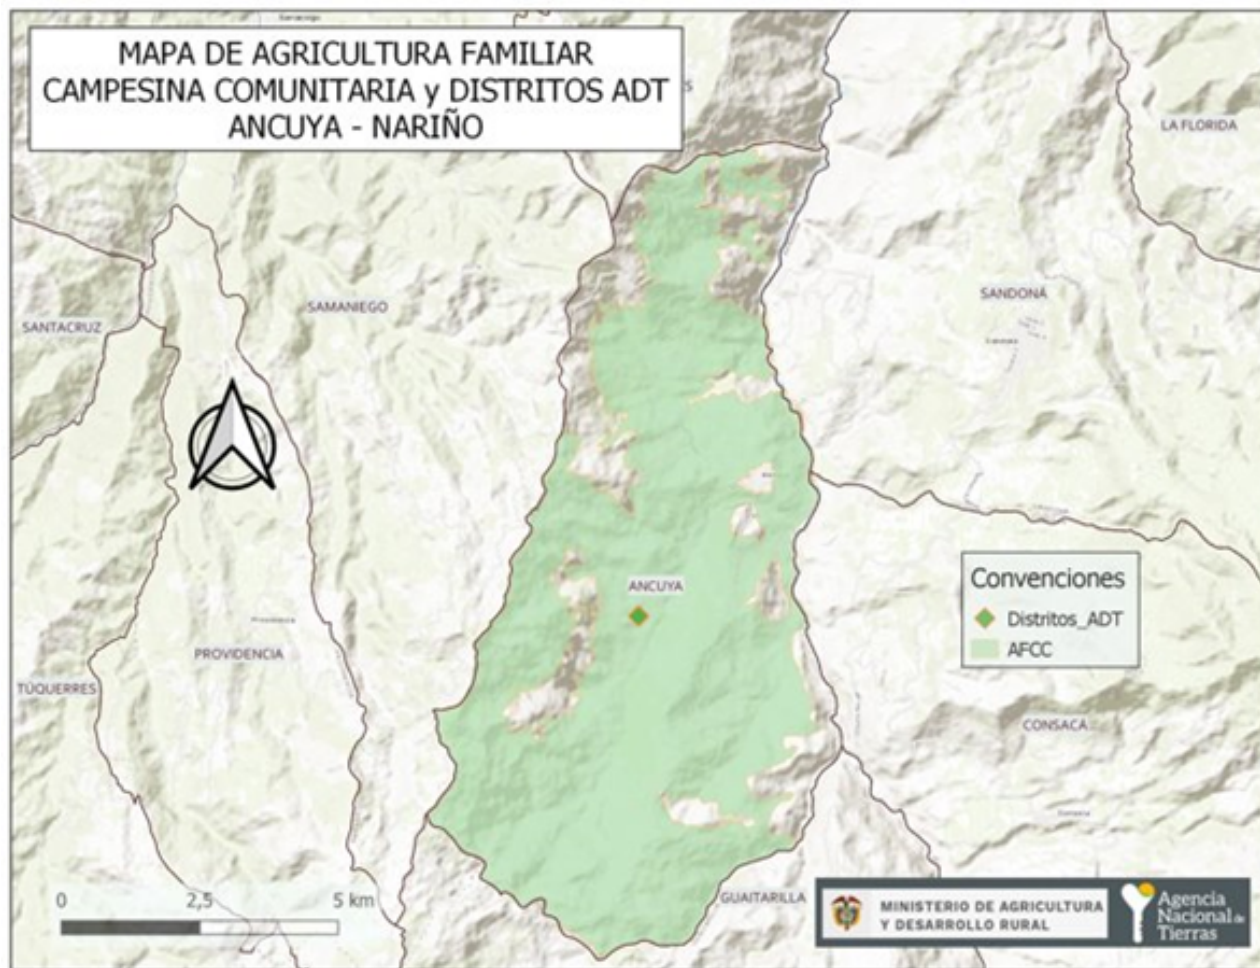 MAPA DE AGRICULTURA FAMILIAR
CAMPESINA COMUNITARIA y DISTRITOS ADT
ANCUYA - NARIÑO
LA FLORIDA
SANDONÁ
SAMANIEGO
SANTACRUZ
ANCUYA
Convenciones
Distritos_ADT
AFCC
Providencia
PROVIDENCIA
TÚQUERRES
CONSACA
GUAITARILLA
0 2,5 5 km
MINISTERIO DE AGRICULTURA
Y DESARROLLO RURAL
Agencia
Nacional de
Tierras